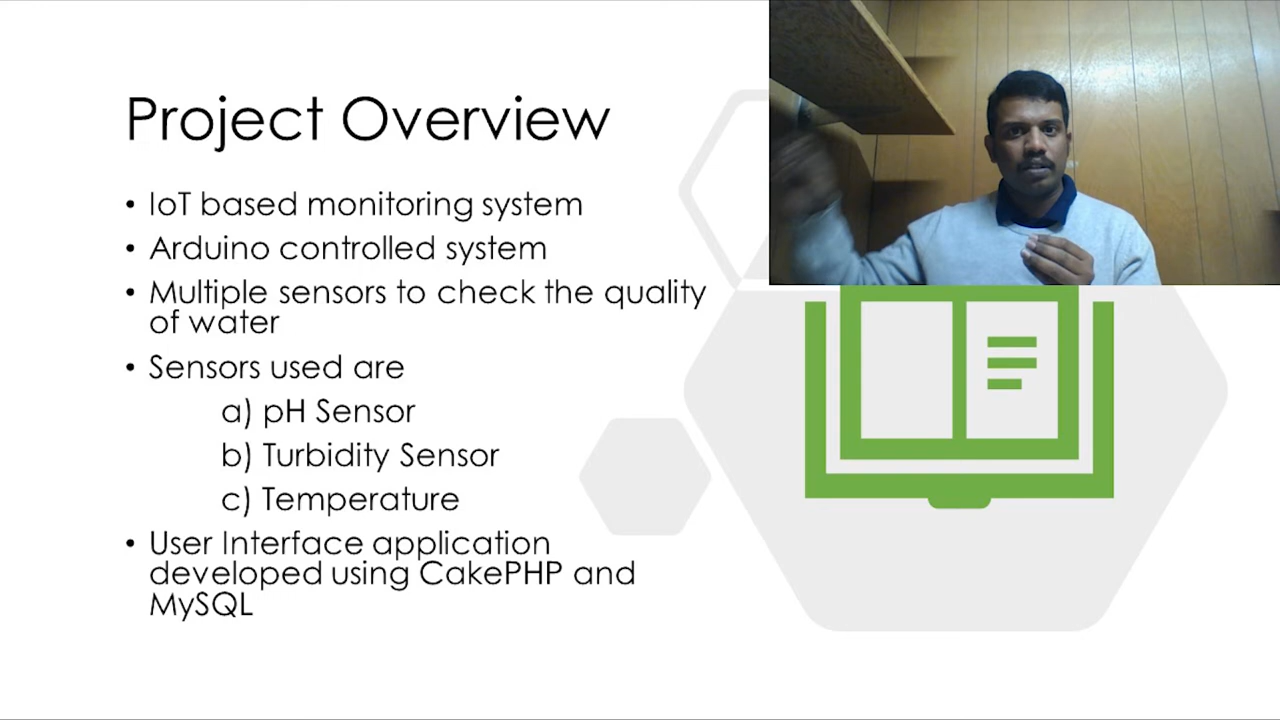 Project Overview
• IoT based monitoring system
• Arduino controlled system
• Multiple sensors to check the quality
of water
• Sensors used are
a) pH Sensor
b) Turbidity Sensor
c) Temperature
• User Interface application
developed using CakePHP and
MySQL